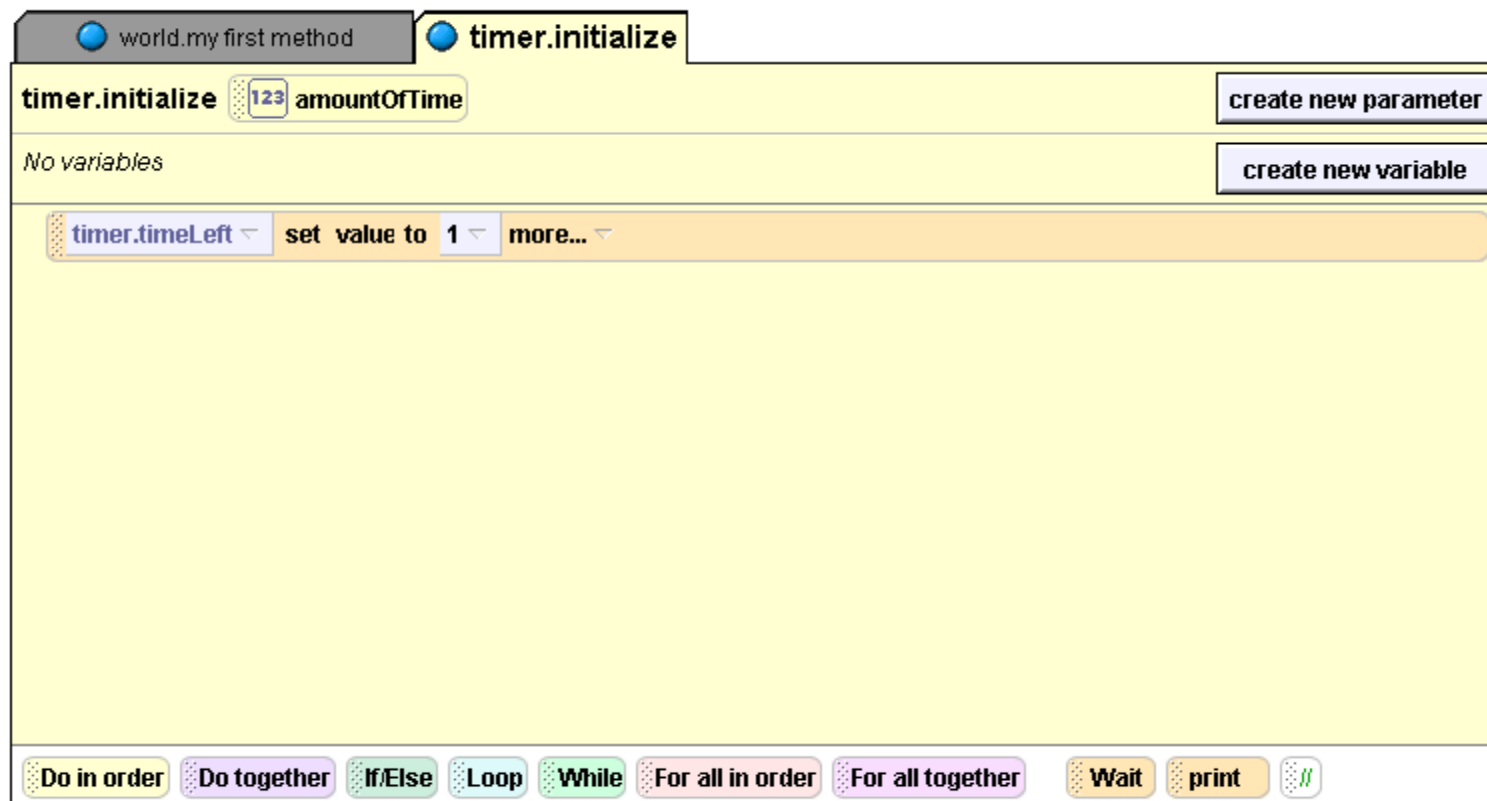 world.my first method timer.initialize
timer.initialize 123 amountOfTime create new parameter
No variables create new variable
timer.timeLeft set value to 1 more...
Do in order Do together If/Else Loop While For all in order For all together Wait print //